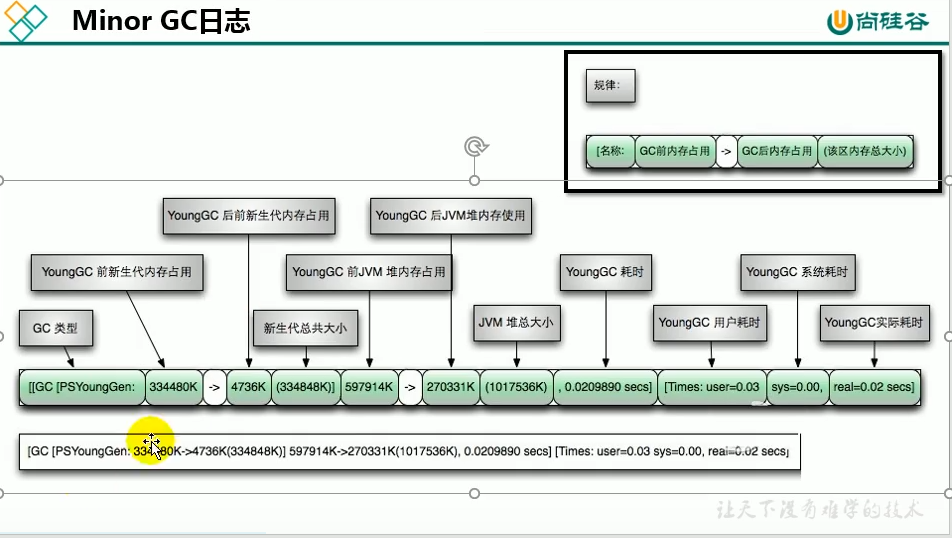 Minor GC日志
尚硅谷
规律：
[名称: GC前内存占用 -> GC后内存占用 (该区内存总大小)
YoungGC 后前新生代内存占用
YoungGC 后JVM堆内存使用
YoungGC 前新生代内存占用
YoungGC 前JVM 堆内存占用
YoungGC 耗时
YoungGC 系统耗时
GC 类型
新生代总共大小
JVM 堆总大小
YoungGC 用户耗时
YoungGC实际耗时
[[GC [PSYoungGen: 334480K -> 4736K (334848K)] 597914K -> 270331K (1017536K) , 0.0209890 secs] [Times: user=0.03 sys=0.00, real=0.02 secs]
[GC [PSYoungGen: 334480K->4736K(334848K)] 597914K->270331K(1017536K), 0.0209890 secs] [Times: user=0.03 sys=0.00, real=0.02 secs]
让天下没有难学的技术